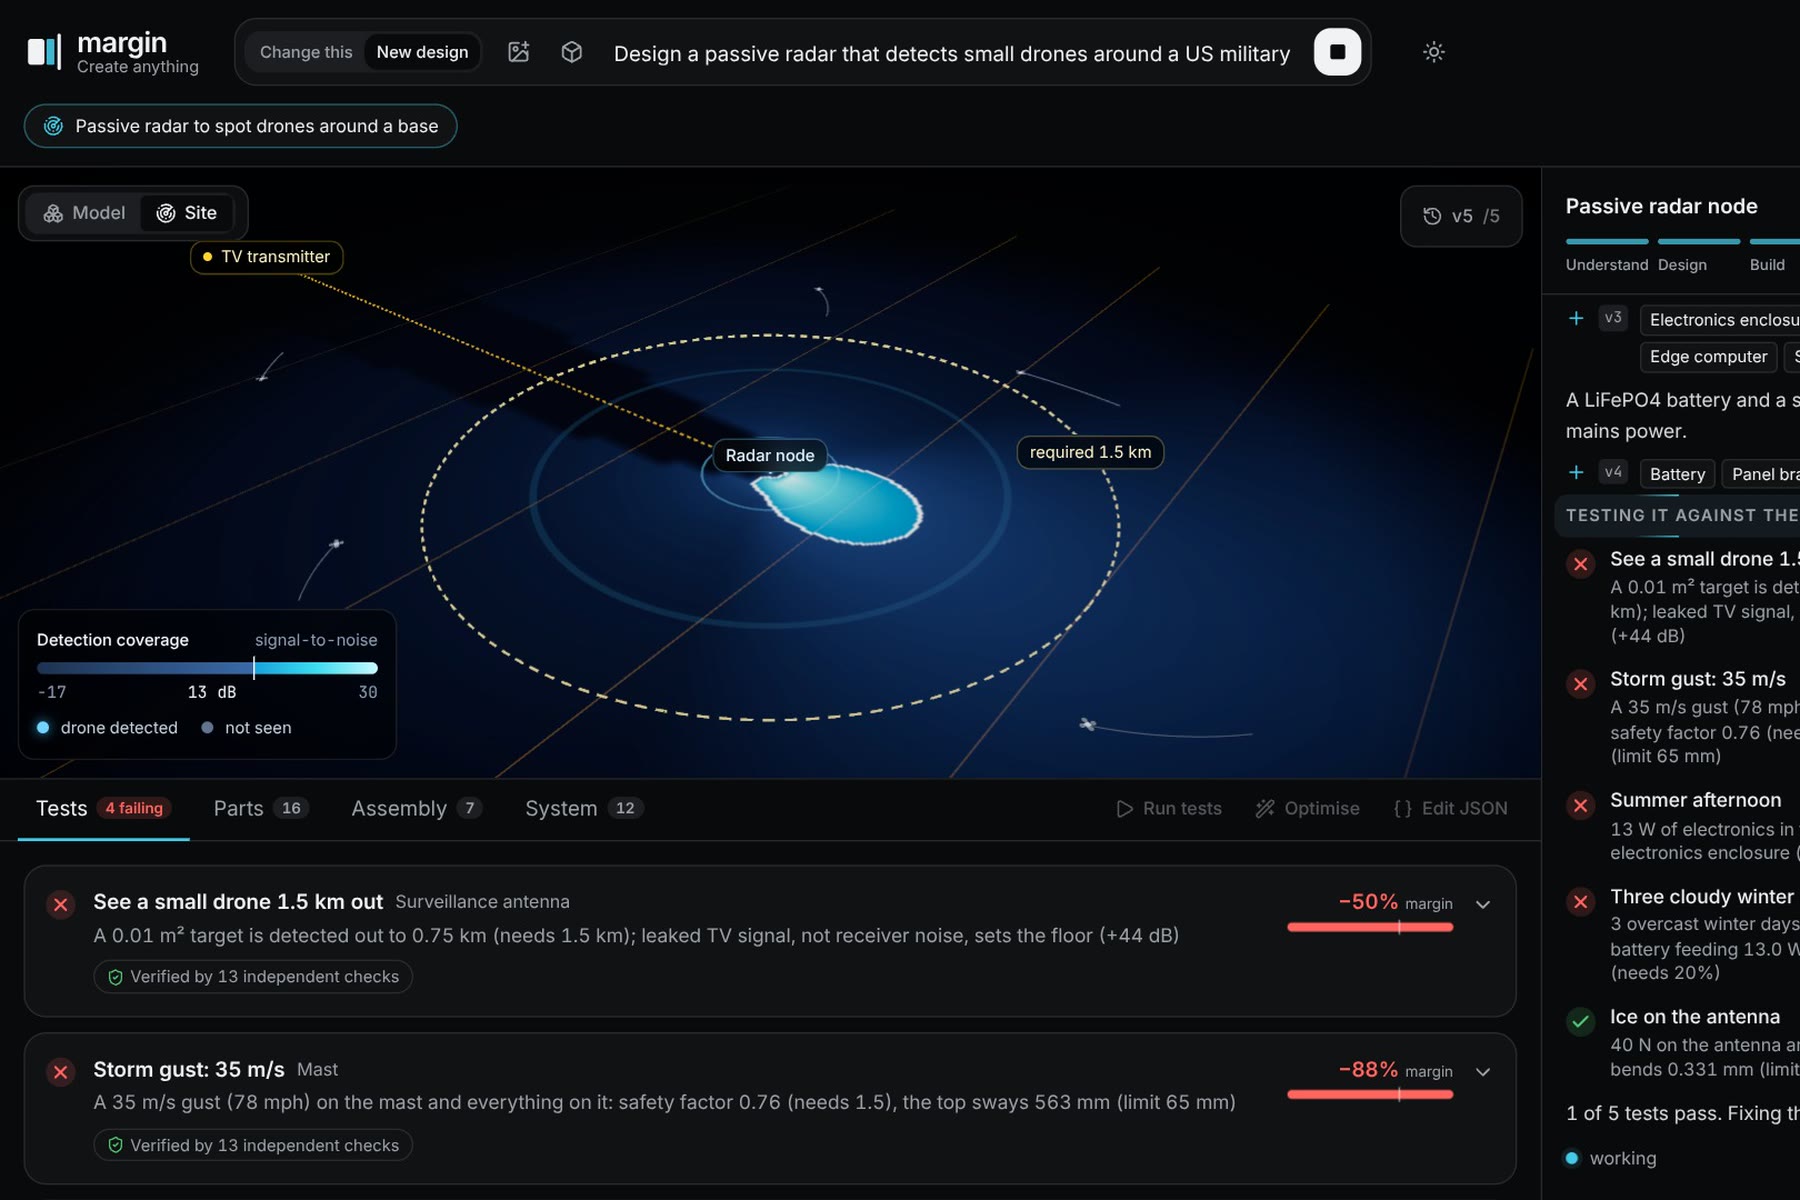 margin
Create anything
Change this
New design
Design a passive radar that detects small drones around a US military
Passive radar to spot drones around a base
Model
Site
v5 /5
TV transmitter
Radar node
required 1.5 km
Detection coverage
signal-to-noise
-17
13 dB
30
drone detected
not seen
Tests
4 failing
Parts
16
Assembly
7
System
12
Run tests
Optimise
{ } Edit JSON
See a small drone 1.5 km out
Surveillance antenna
−50% margin
A 0.01 m² target is detected out to 0.75 km (needs 1.5 km); leaked TV signal, not receiver noise, sets the floor (+44 dB)
Verified by 13 independent checks
Storm gust: 35 m/s
Mast
−88% margin
A 35 m/s gust (78 mph) on the mast and everything on it: safety factor 0.76 (needs 1.5), the top sways 563 mm (limit 65 mm)
Verified by 13 independent checks
Passive radar node
Understand
Design
Build
v3
Electronics enclosu
Edge computer
S
A LiFePO4 battery and a s
mains power.
v4
Battery
Panel bra
TESTING IT AGAINST THE
See a small drone 1.5
A 0.01 m² target is det
km); leaked TV signal,
(+44 dB)
Storm gust: 35 m/s
A 35 m/s gust (78 mph
safety factor 0.76 (nee
(limit 65 mm)
Summer afternoon
13 W of electronics in
electronics enclosure (
Three cloudy winter
3 overcast winter days
battery feeding 13.0 W
(needs 20%)
Ice on the antenna
40 N on the antenna an
bends 0.331 mm (limit
1 of 5 tests pass. Fixing th
working